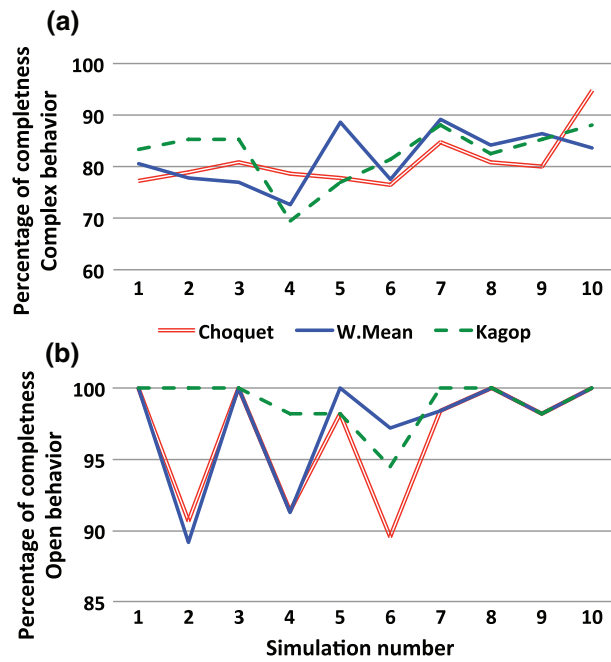 (a)
Percentage of completness
Complex behavior
100
90
80
70
60
1 2 3 4 5 6 7 8 9 10
Choquet W.Mean Kagop
(b)
Percentage of completness
Open behavior
100
95
90
85
1 2 3 4 5 6 7 8 9 10
Simulation number